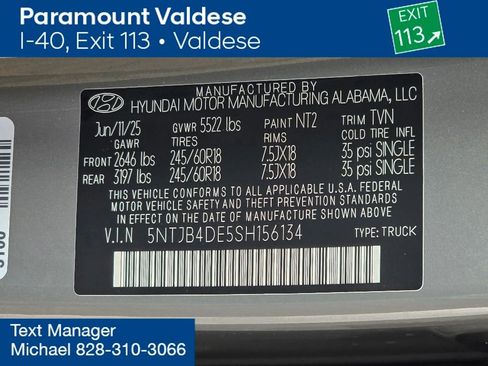 Paramount Valdese
I-40, Exit 113 • Valdese
EXIT
113
MANUFACTURED BY
HYUNDAI MOTOR MANUFACTURING ALABAMA, LLC
Jun/11/25 GVWR 5522 lbs PAINT NT2 TRIM TVN
GAWR TIRES RIMS COLD TIRE INFL
FRONT 2646 lbs 245/60R18 7.5JX18 35 psi SINGLE
REAR 3197 lbs 245/60R18 7.5JX18 35 psi SINGLE
THIS VEHICLE CONFORMS TO ALL APPLICABLE U.S.A. FEDERAL
MOTOR VEHICLE SAFETY, BUMPER, AND THEFT
PREVENTION STANDARDS IN EFFECT ON THE DATE OF
MANUFACTURE SHOWN ABOVE.
V.I.N 5NTJB4DE5SH156134 TYPE: TRUCK
Text Manager
Michael 828-310-3066